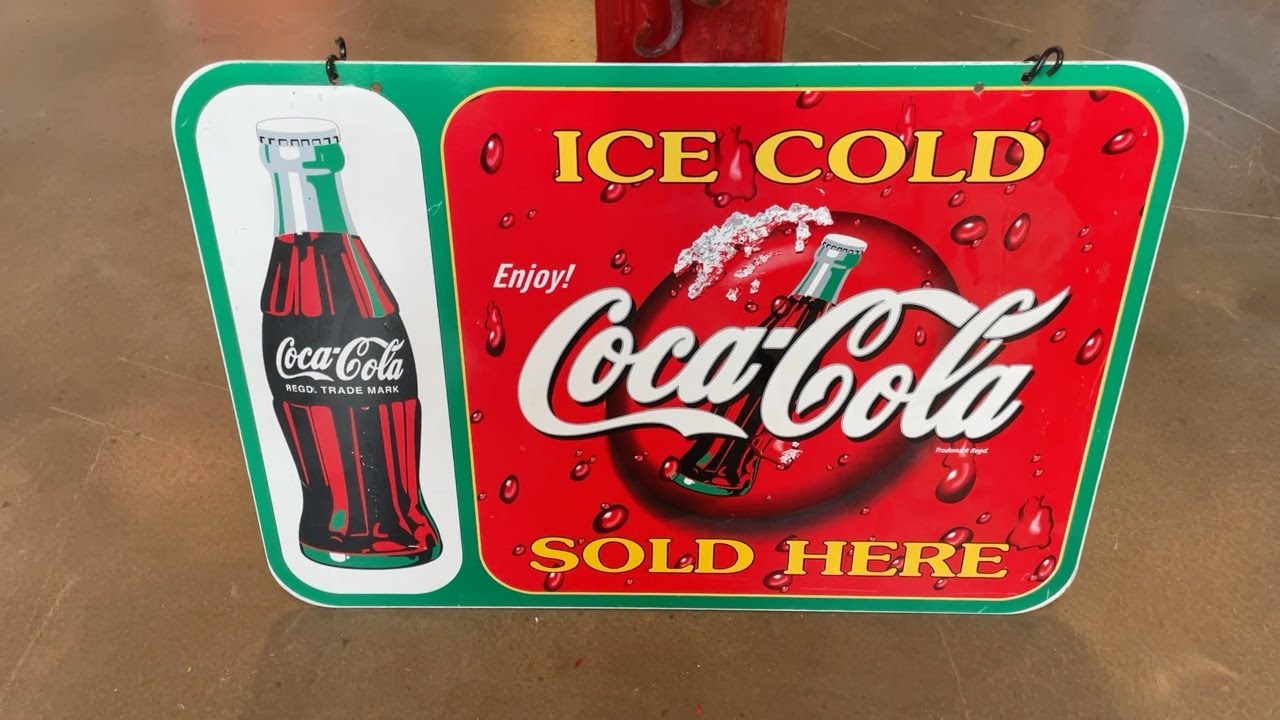 Coca-Cola
REGD. TRADE MARK
ICE COLD
Enjoy!
Coca-Cola
Trademark Regd.
SOLD HERE